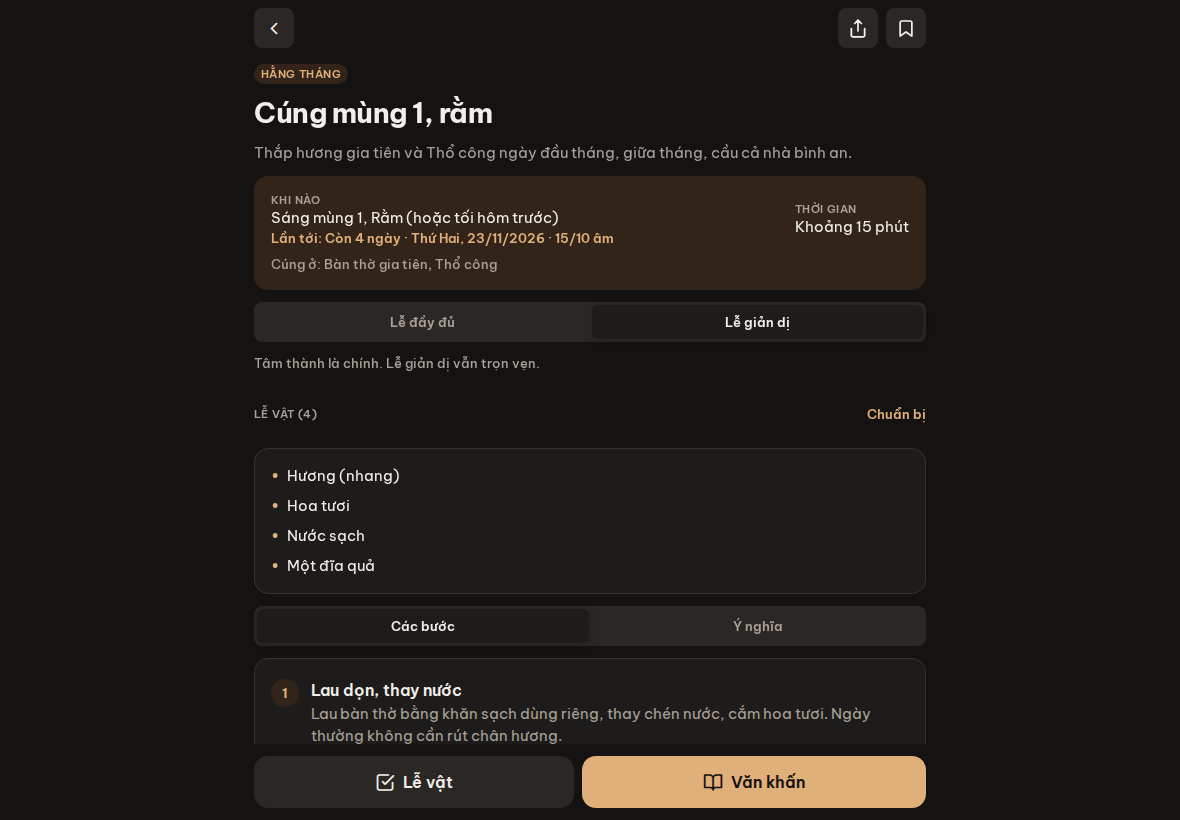 HẰNG THÁNG
Cúng mùng 1, rằm
Thắp hương gia tiên và Thổ công ngày đầu tháng, giữa tháng, cầu cả nhà bình an.
KHI NÀO
Sáng mùng 1, Rằm (hoặc tối hôm trước)
Lần tới: Còn 4 ngày · Thứ Hai, 23/11/2026 · 15/10 âm
Cúng ở: Bàn thờ gia tiên, Thổ công
THỜI GIAN
Khoảng 15 phút
Lễ đầy đủ
Lễ giản dị
Tâm thành là chính. Lễ giản dị vẫn trọn vẹn.
LỄ VẬT (4)
Chuẩn bị
• Hương (nhang)
• Hoa tươi
• Nước sạch
• Một đĩa quả
Các bước
Ý nghĩa
1
Lau dọn, thay nước
Lau bàn thờ bằng khăn sạch dùng riêng, thay chén nước, cắm hoa tươi. Ngày
thường không cần rút chân hương.
Lễ vật
Văn khấn